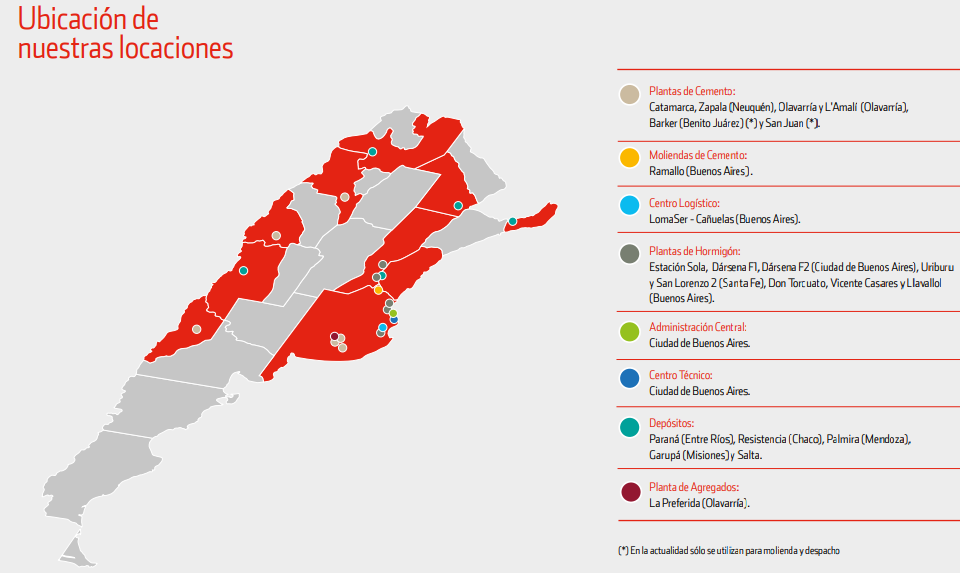 Ubicación de
nuestras locaciones
Plantas de Cemento:
Catamarca, Zapala (Neuquén), Olavarría y L'Amalí (Olavarría),
Barker (Benito Juárez) (*) y San Juan (*).
Moliendas de Cemento:
Ramallo (Buenos Aires).
Centro Logístico:
LomaSer - Cañuelas (Buenos Aires).
Plantas de Hormigón:
Estación Sola, Dársena F1, Dársena F2 (Ciudad de Buenos Aires), Uriburu
y San Lorenzo 2 (Santa Fe), Don Torcuato, Vicente Casares y Llavallol
(Buenos Aires).
Administración Central:
Ciudad de Buenos Aires.
Centro Técnico:
Ciudad de Buenos Aires.
Depósitos:
Paraná (Entre Ríos), Resistencia (Chaco), Palmira (Mendoza),
Garupá (Misiones) y Salta.
Planta de Agregados:
La Preferida (Olavarría).
(*) En la actualidad sólo se utilizan para molienda y despacho